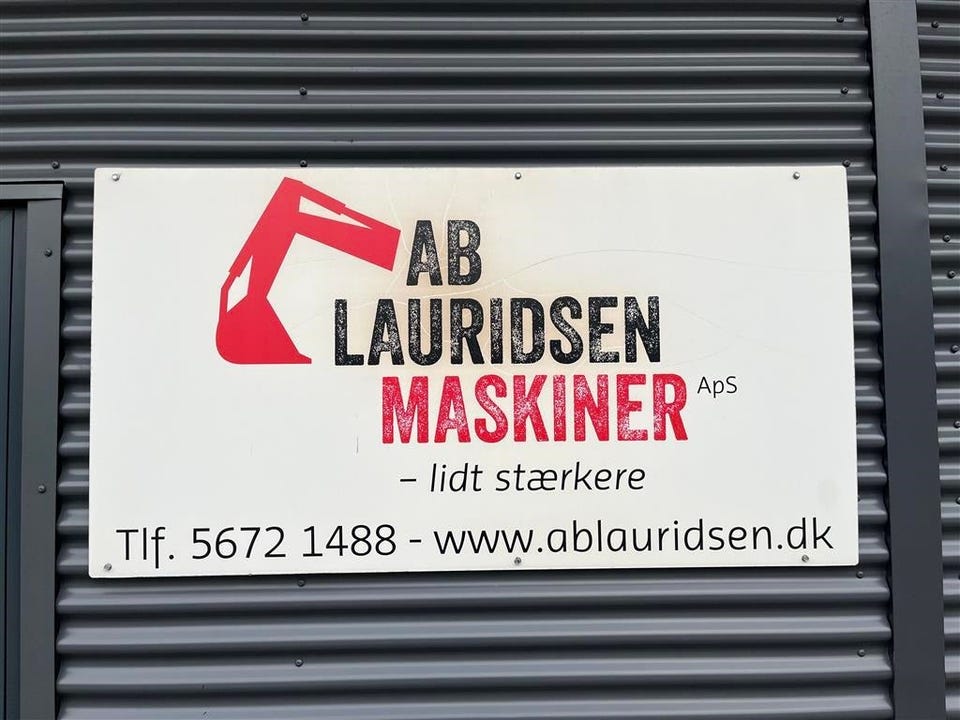 AB
LAURIDSEN
MASKINER ApS
– lidt stærkere
Tlf. 5672 1488 - www.ablauridsen.dk